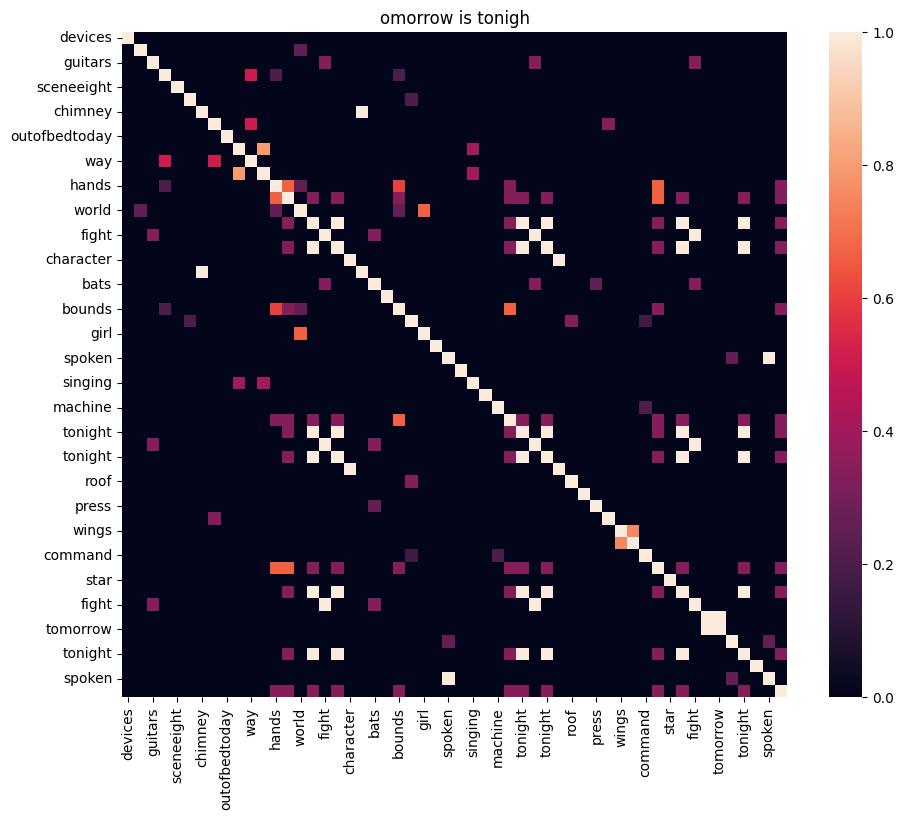 omorrow is tonigh
devices
guitars
sceneeight
chimney
outofbedtoday
way
hands
world
fight
character
bats
bounds
girl
spoken
singing
machine
tonight
tonight
roof
press
wings
command
star
fight
tomorrow
tonight
spoken
1.0
0.8
0.6
0.4
0.2
0.0
devices
guitars
sceneeight
chimney
outofbedtoday
way
hands
world
fight
character
bats
bounds
girl
spoken
singing
machine
tonight
tonight
roof
press
wings
command
star
fight
tomorrow
tonight
spoken